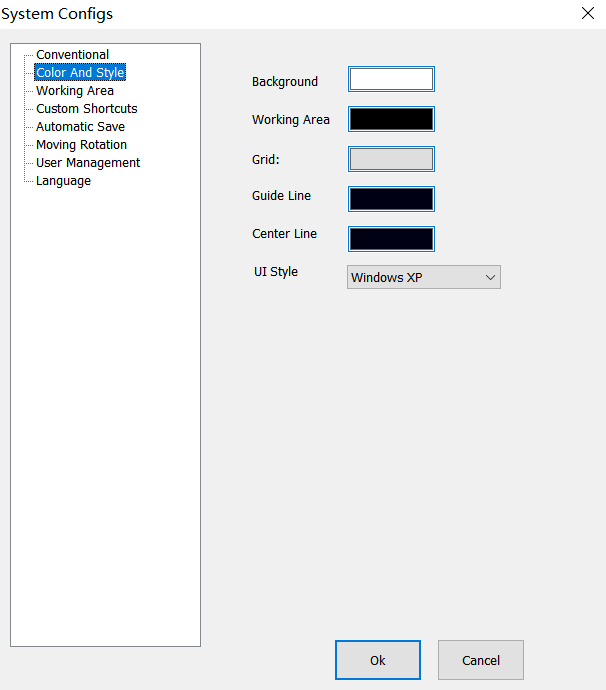 System Configs
Conventional
Color And Style
Working Area
Custom Shortcuts
Automatic Save
Moving Rotation
User Management
Language
Background
Working Area
Grid:
Guide Line
Center Line
UI Style
Windows XP
Ok
Cancel